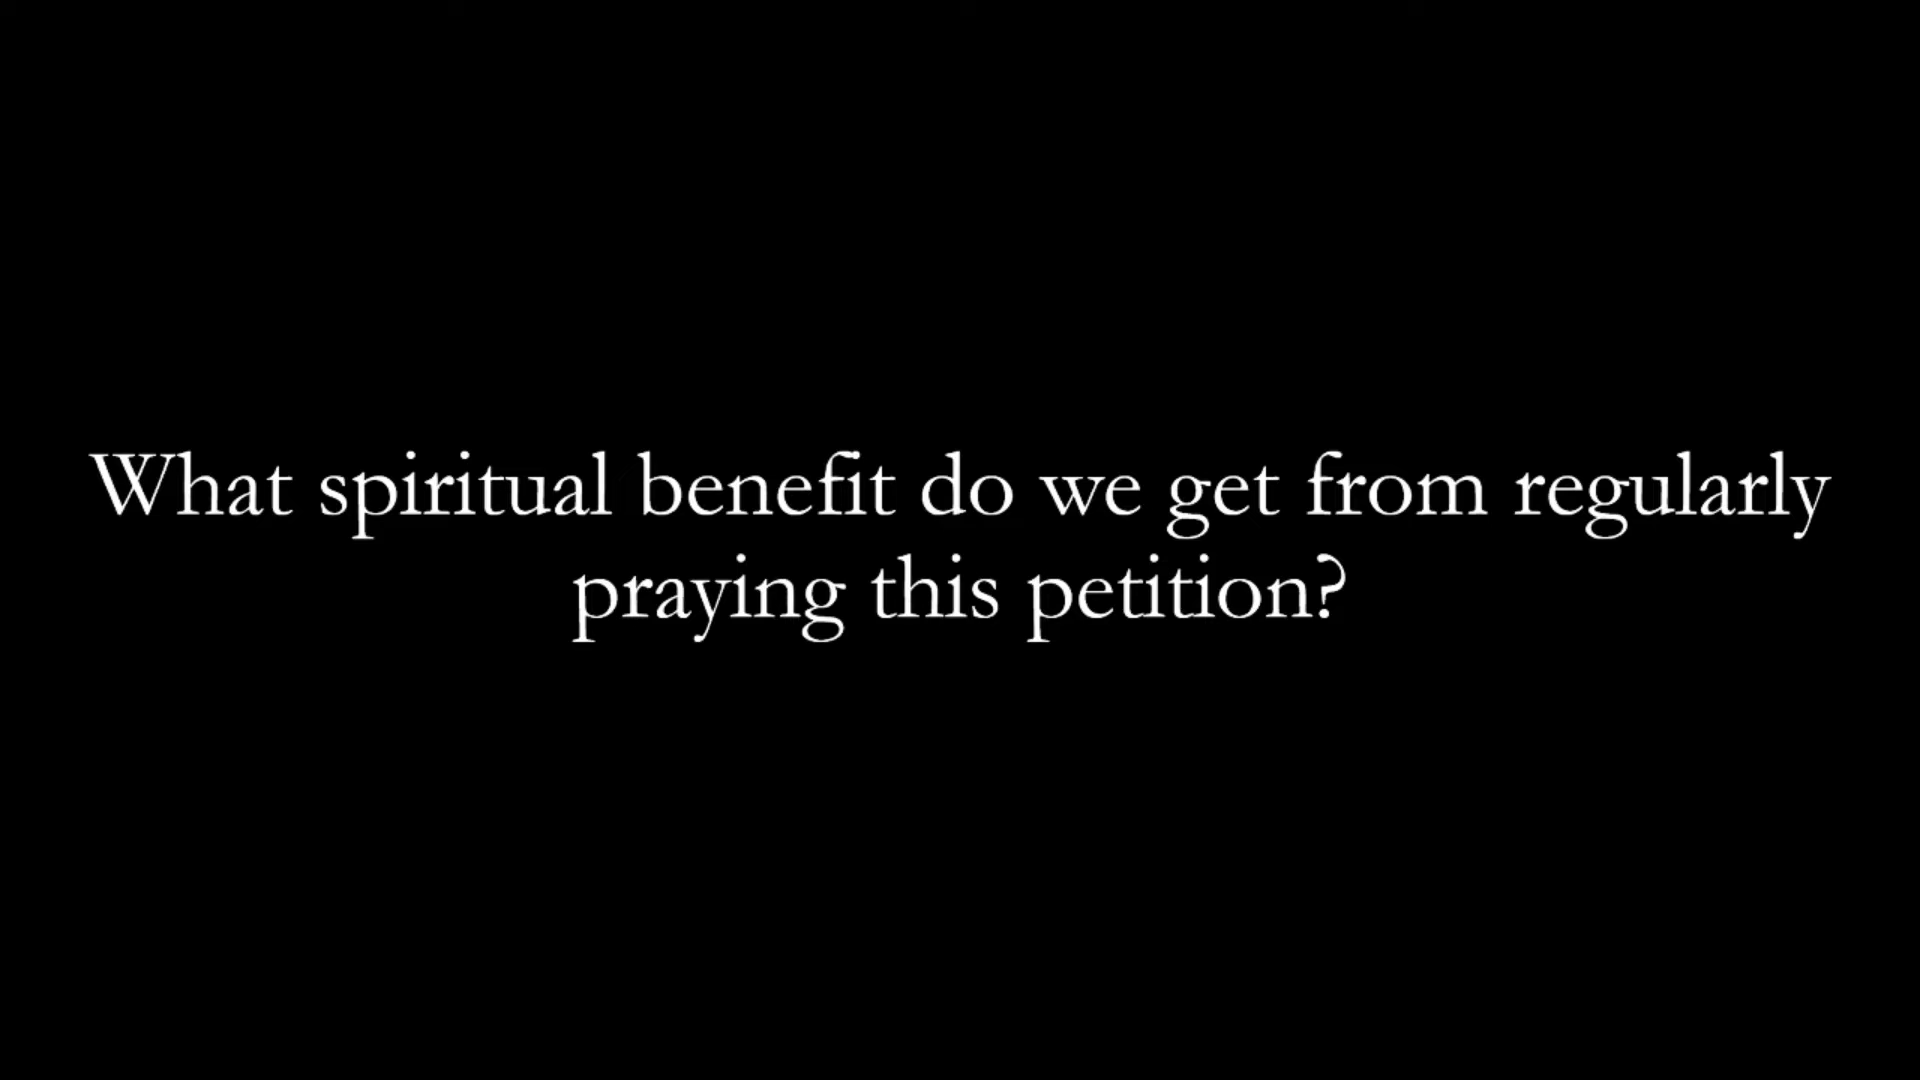 What spiritual benefit do we get from regularly
praying this petition?